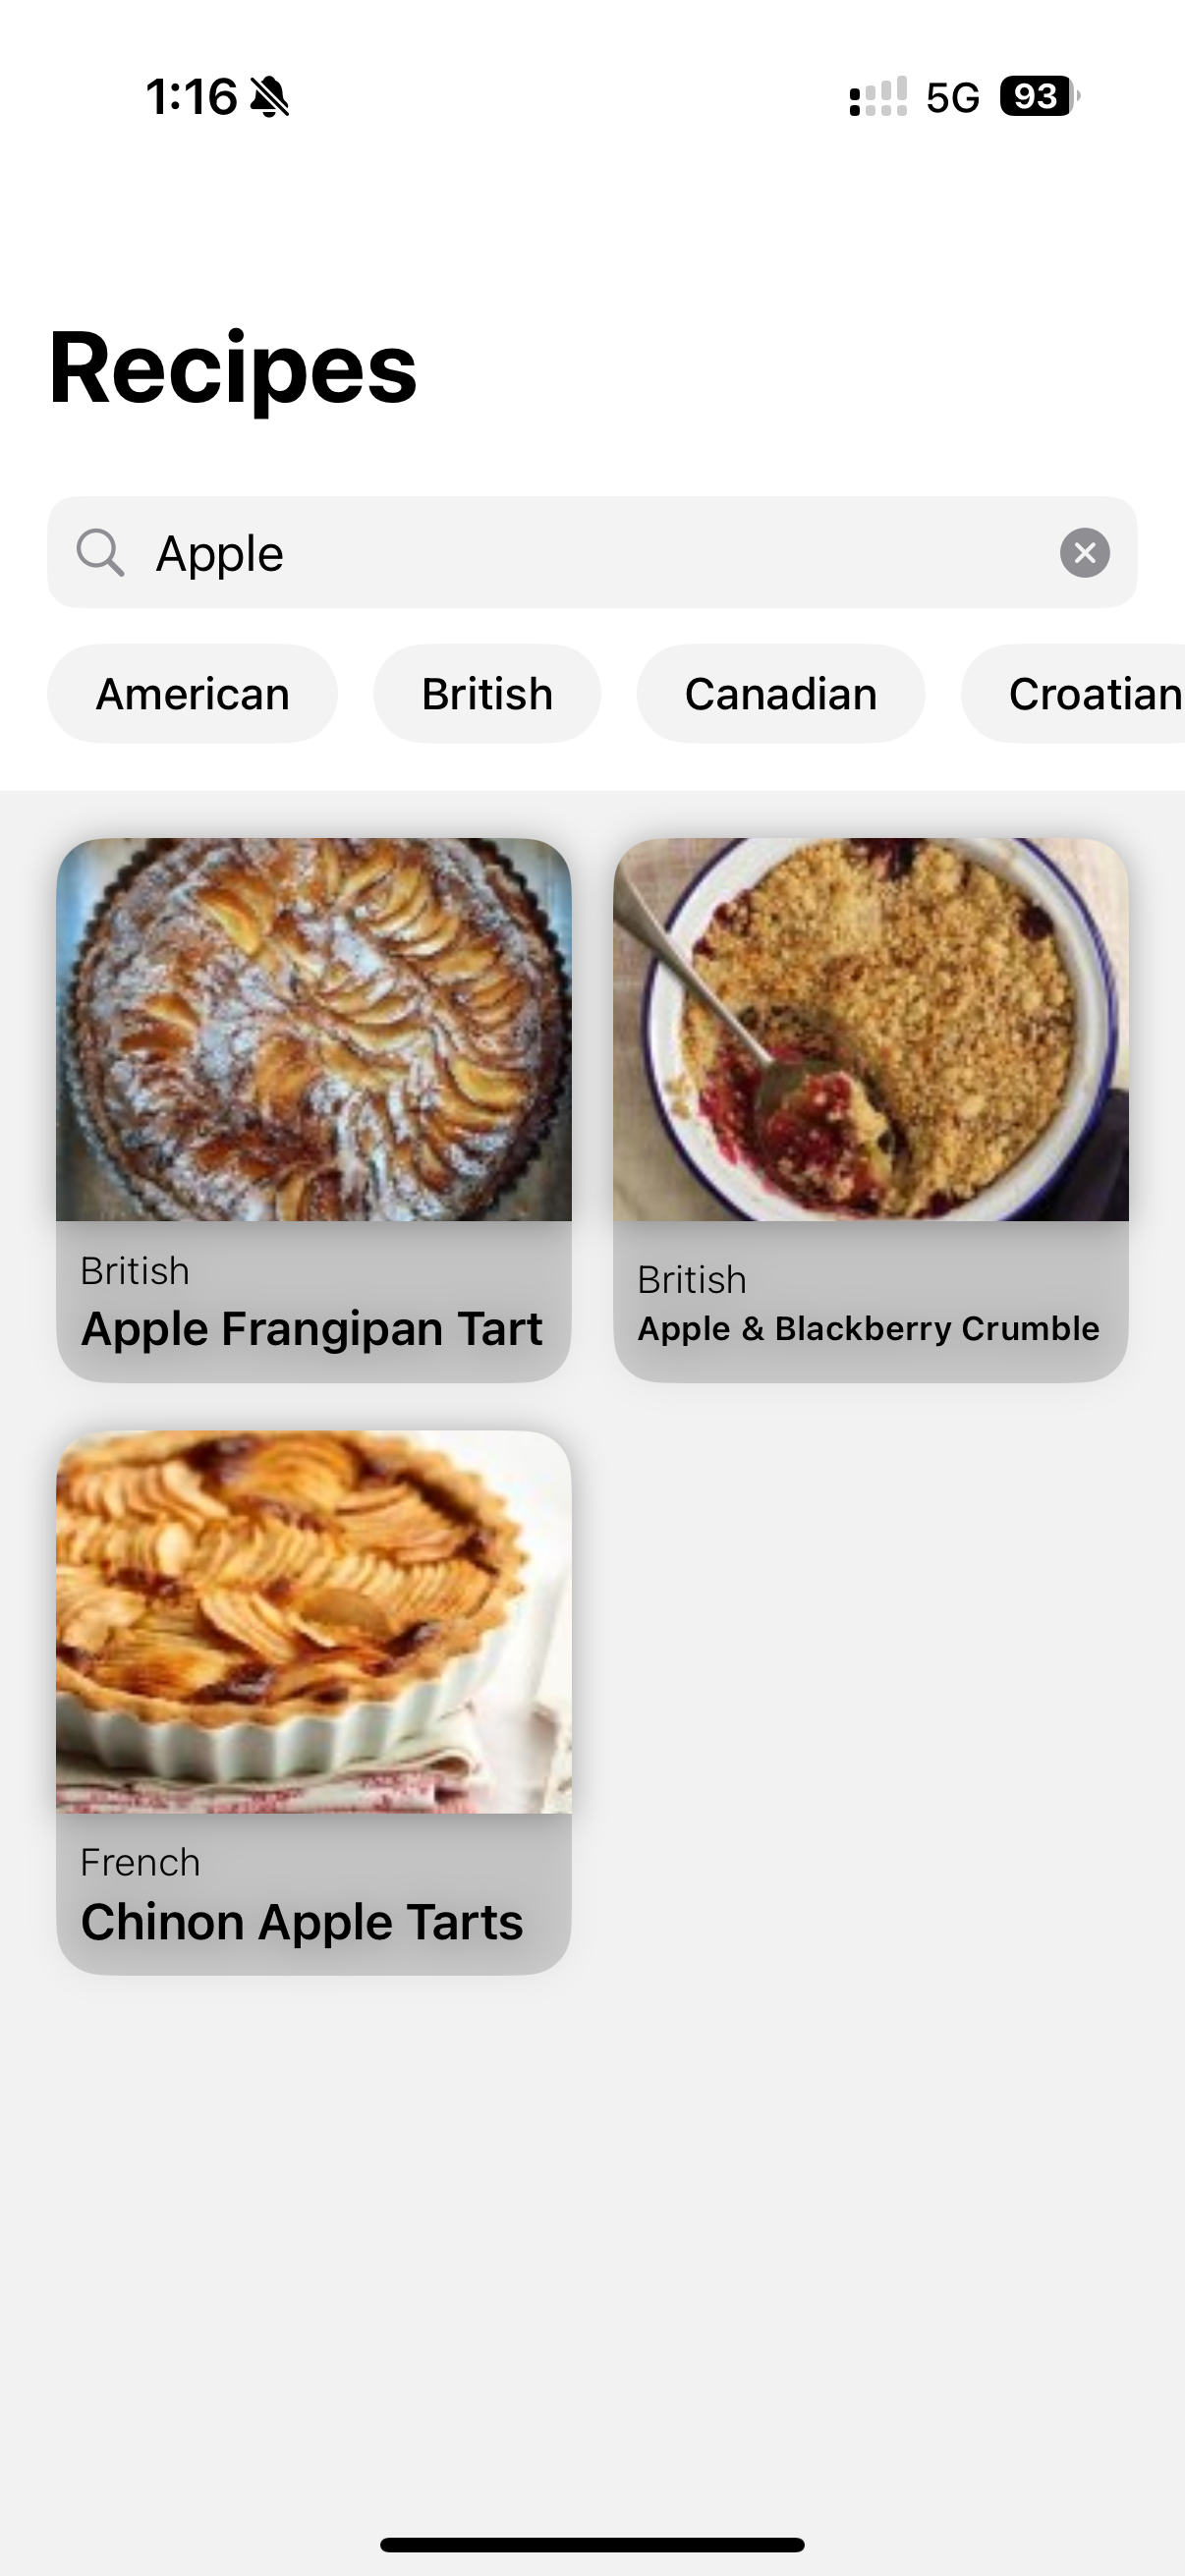 1:16 5G 93
Recipes
Apple
American British Canadian Croatian
British
Apple Frangipan Tart
British
Apple & Blackberry Crumble
French
Chinon Apple Tarts